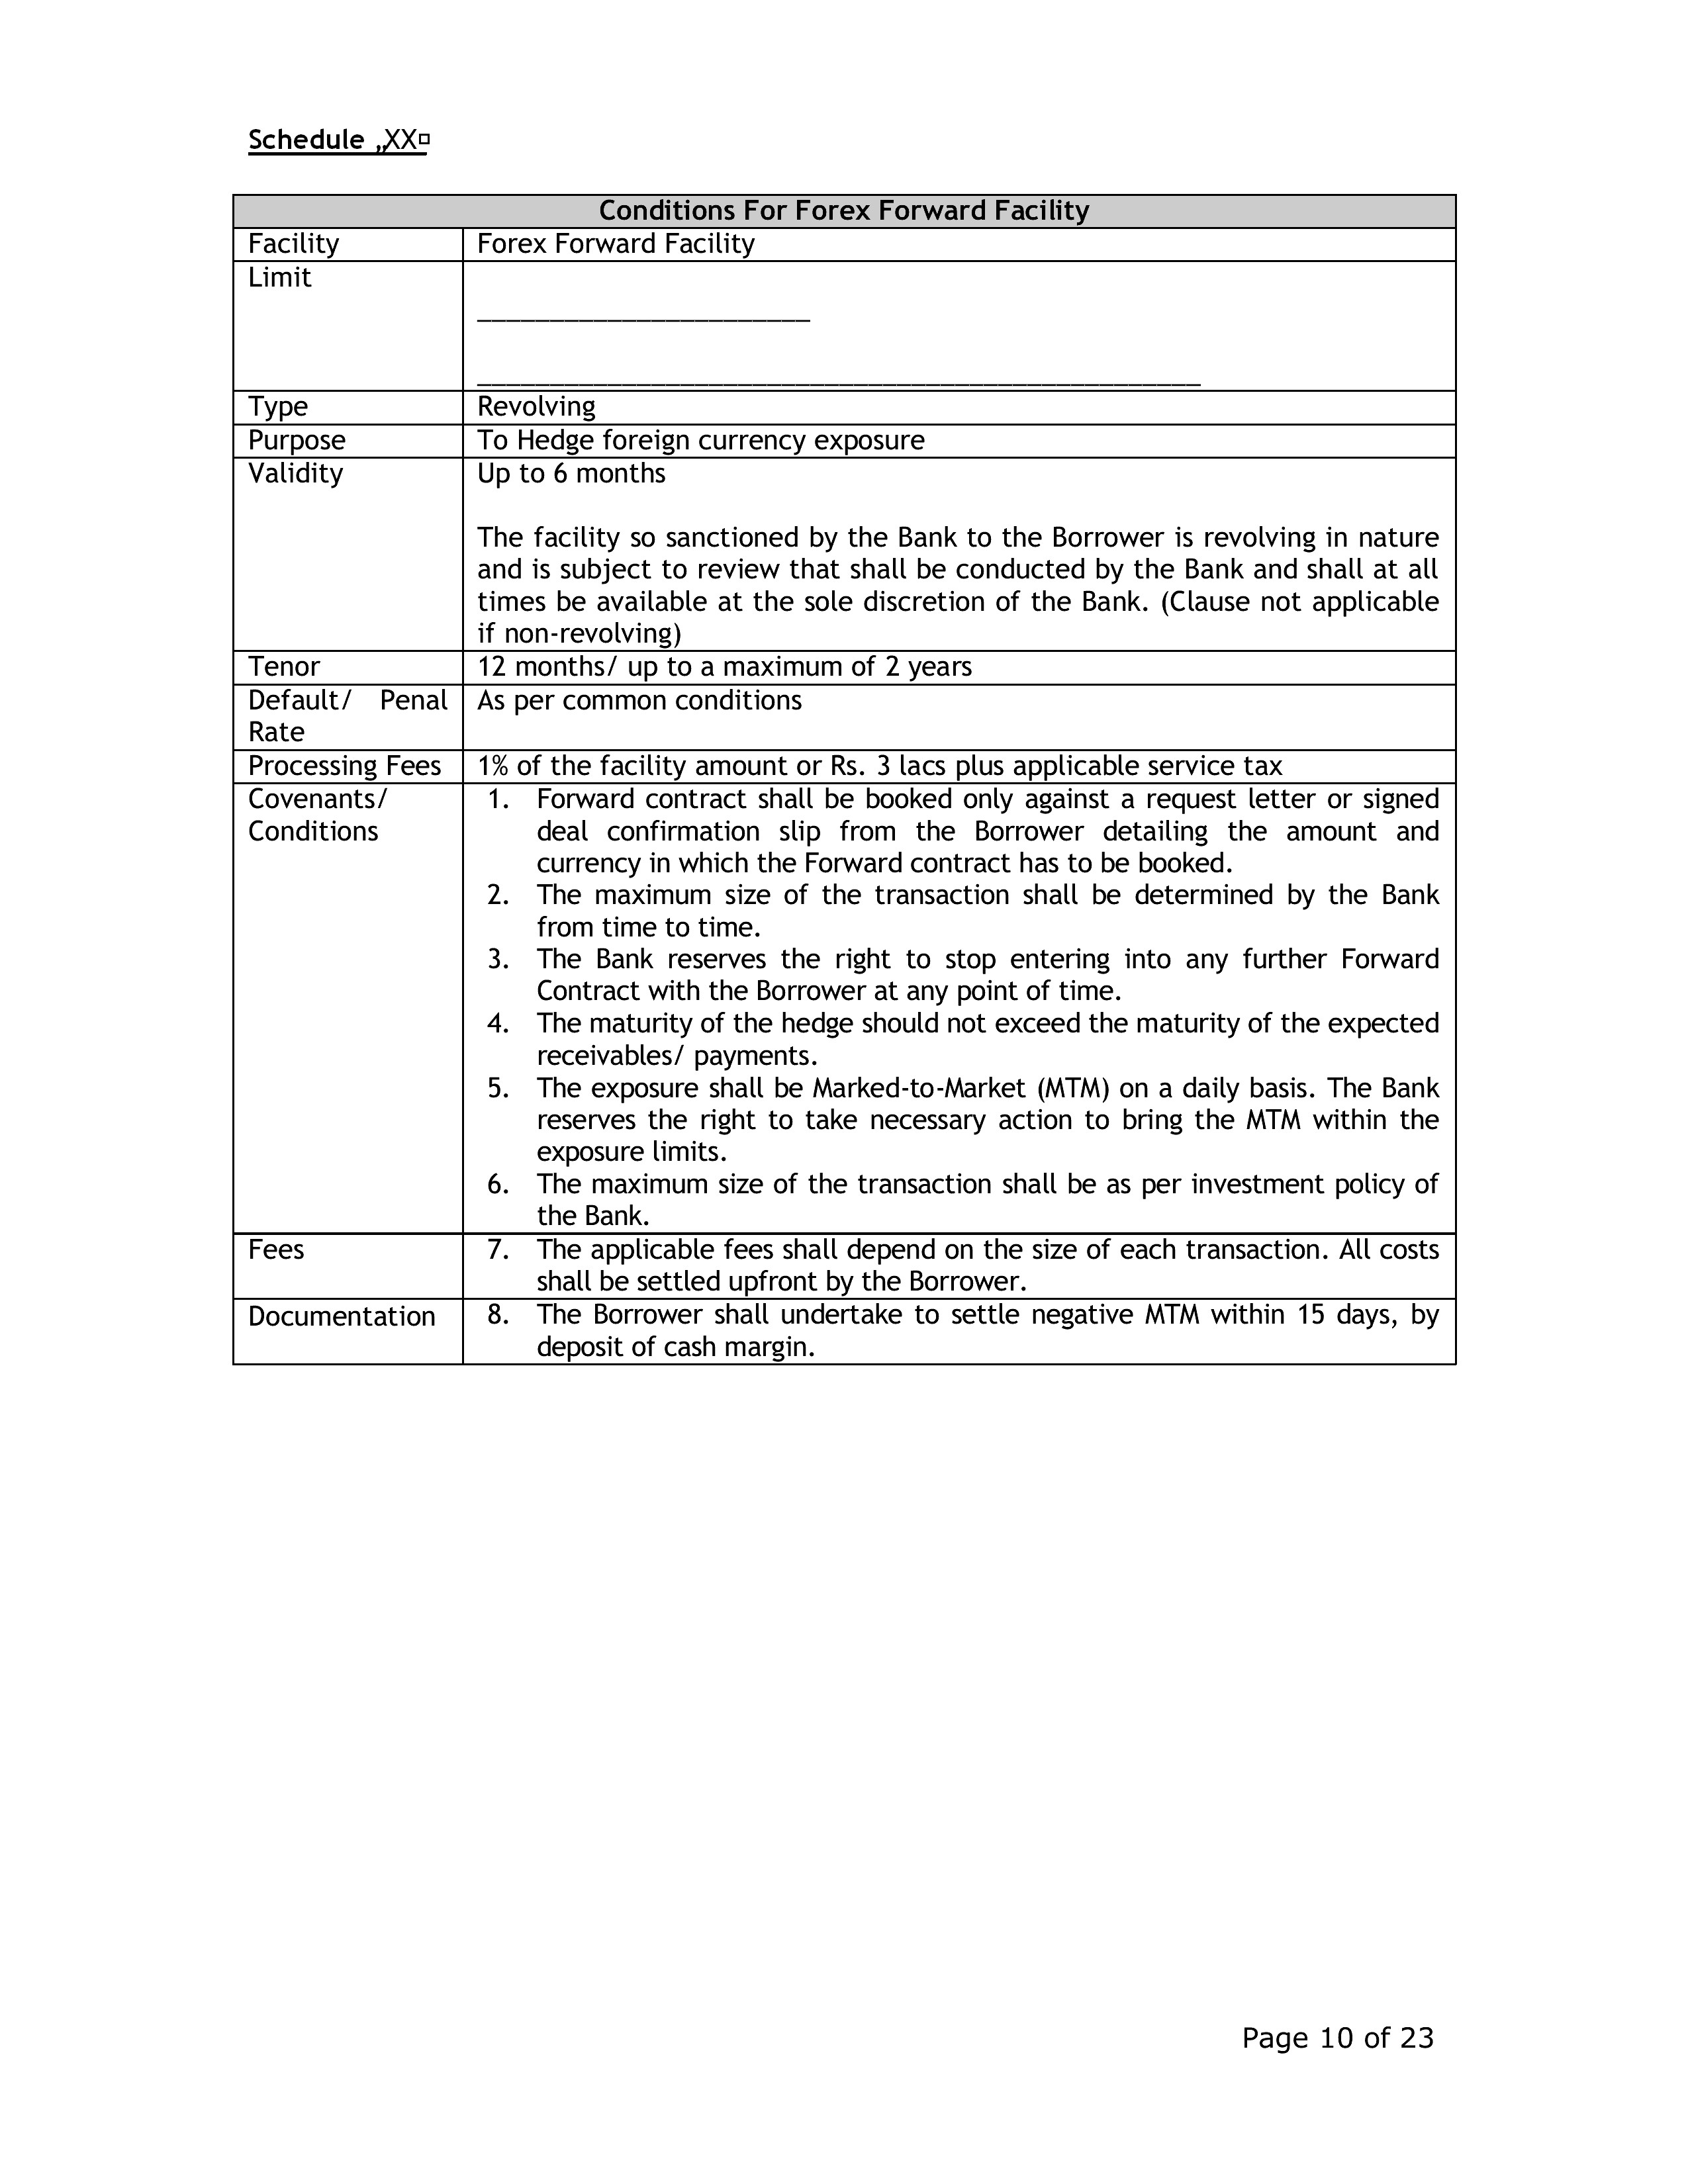 Schedule „XX¤
Conditions For Forex Forward Facility
Facility Forex Forward Facility
Limit
_______________________
__________________________________________________
Type Revolving
Purpose To Hedge foreign currency exposure
Validity Up to 6 months
The facility so sanctioned by the Bank to the Borrower is revolving in nature
and is subject to review that shall be conducted by the Bank and shall at all
times be available at the sole discretion of the Bank. (Clause not applicable
if non-revolving)
Tenor 12 months/ up to a maximum of 2 years
Default/ Penal As per common conditions
Rate
Processing Fees 1% of the facility amount or Rs. 3 lacs plus applicable service tax
Covenants/ 1. Forward contract shall be booked only against a request letter or signed
Conditions deal confirmation slip from the Borrower detailing the amount and
currency in which the Forward contract has to be booked.
2. The maximum size of the transaction shall be determined by the Bank
from time to time.
3. The Bank reserves the right to stop entering into any further Forward
Contract with the Borrower at any point of time.
4. The maturity of the hedge should not exceed the maturity of the expected
receivables/ payments.
5. The exposure shall be Marked-to-Market (MTM) on a daily basis. The Bank
reserves the right to take necessary action to bring the MTM within the
exposure limits.
6. The maximum size of the transaction shall be as per investment policy of
the Bank.
Fees 7. The applicable fees shall depend on the size of each transaction. All costs
shall be settled upfront by the Borrower.
Documentation 8. The Borrower shall undertake to settle negative MTM within 15 days, by
deposit of cash margin.
Page 10 of 23